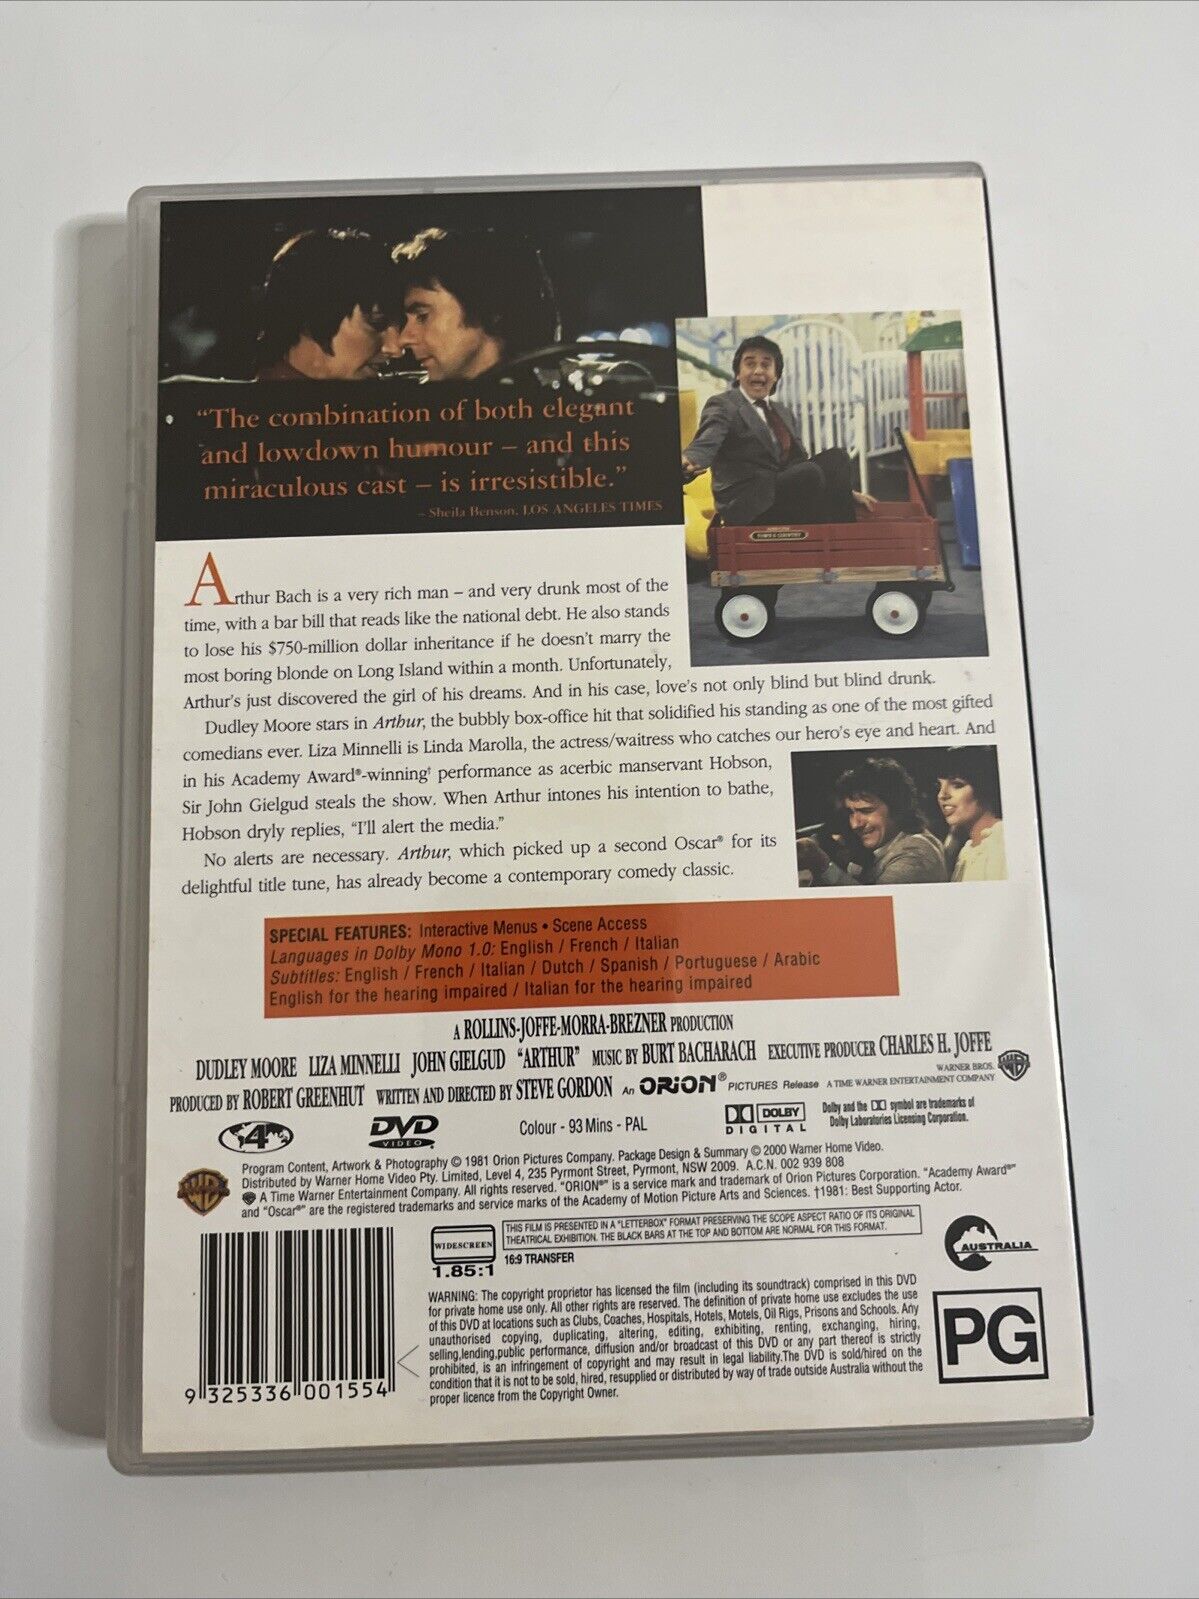 “The combination of both elegant
and lowdown humour – and this
miraculous cast – is irresistible.”
– Sheila Benson, LOS ANGELES TIMES
TOWN & COUNTRY
Arthur Bach is a very rich man – and very drunk most of the
time, with a bar bill that reads like the national debt. He also stands
to lose his $750-million dollar inheritance if he doesn't marry the
most boring blonde on Long Island within a month. Unfortunately,
Arthur's just discovered the girl of his dreams. And in his case, love's not only blind but blind drunk.
Dudley Moore stars in Arthur, the bubbly box-office hit that solidified his standing as one of the most gifted
comedians ever. Liza Minnelli is Linda Marolla, the actress/waitress who catches our hero's eye and heart. And
in his Academy Award®-winning† performance as acerbic manservant Hobson,
Sir John Gielgud steals the show. When Arthur intones his intention to bathe,
Hobson dryly replies, “I'll alert the media.”
No alerts are necessary. Arthur, which picked up a second Oscar® for its
delightful title tune, has already become a contemporary comedy classic.
SPECIAL FEATURES: Interactive Menus • Scene Access
Languages in Dolby Mono 1.0: English / French / Italian
Subtitles: English / French / Italian / Dutch / Spanish / Portuguese / Arabic
English for the hearing impaired / Italian for the hearing impaired
A ROLLINS-JOFFE-MORRA-BREZNER PRODUCTION
DUDLEY MOORE LIZA MINNELLI JOHN GIELGUD “ARTHUR” MUSIC BY BURT BACHARACH EXECUTIVE PRODUCER CHARLES H. JOFFE
PRODUCED BY ROBERT GREENHUT WRITTEN AND DIRECTED BY STEVE GORDON An ORION® PICTURES Release
WARNER BROS.
A TIME WARNER ENTERTAINMENT COMPANY
4
DVD
VIDEO
Colour - 93 Mins - PAL
DOLBY
DIGITAL
Dolby and the symbol are trademarks of
Dolby Laboratories Licensing Corporation.
Program Content, Artwork & Photography © 1981 Orion Pictures Company. Package Design & Summary © 2000 Warner Home Video.
Distributed by Warner Home Video Pty. Limited, Level 4, 235 Pyrmont Street, Pyrmont, NSW 2009. A.C.N. 002 939 808
A Time Warner Entertainment Company. All rights reserved. “ORION®” is a service mark and trademark of Orion Pictures Corporation. “Academy Award®”
and “Oscar®” are the registered trademarks and service marks of the Academy of Motion Picture Arts and Sciences. †1981: Best Supporting Actor.
WIDESCREEN
1.85:1
THIS FILM IS PRESENTED IN A "LETTERBOX" FORMAT PRESERVING THE SCOPE ASPECT RATIO OF ITS ORIGINAL
THEATRICAL EXHIBITION. THE BLACK BARS AT THE TOP AND BOTTOM ARE NORMAL FOR THIS FORMAT.
16:9 TRANSFER
AUSTRALIA
WARNING: The copyright proprietor has licensed the film (including its soundtrack) comprised in this DVD
for private home use only. All other rights are reserved. The definition of private home use excludes the use
of this DVD at locations such as Clubs, Coaches, Hospitals, Hotels, Motels, Oil Rigs, Prisons and Schools. Any
unauthorised copying, duplicating, altering, editing, exhibiting, renting, exchanging, hiring,
selling,lending,public performance, diffusion and/or broadcast of this DVD or any part thereof is strictly
prohibited, is an infringement of copyright and may result in legal liability.The DVD is sold/hired on the
condition that it is not to be sold, hired, resupplied or distributed by way of trade outside Australia without the
proper licence from the Copyright Owner.
PG
9 325336 001554